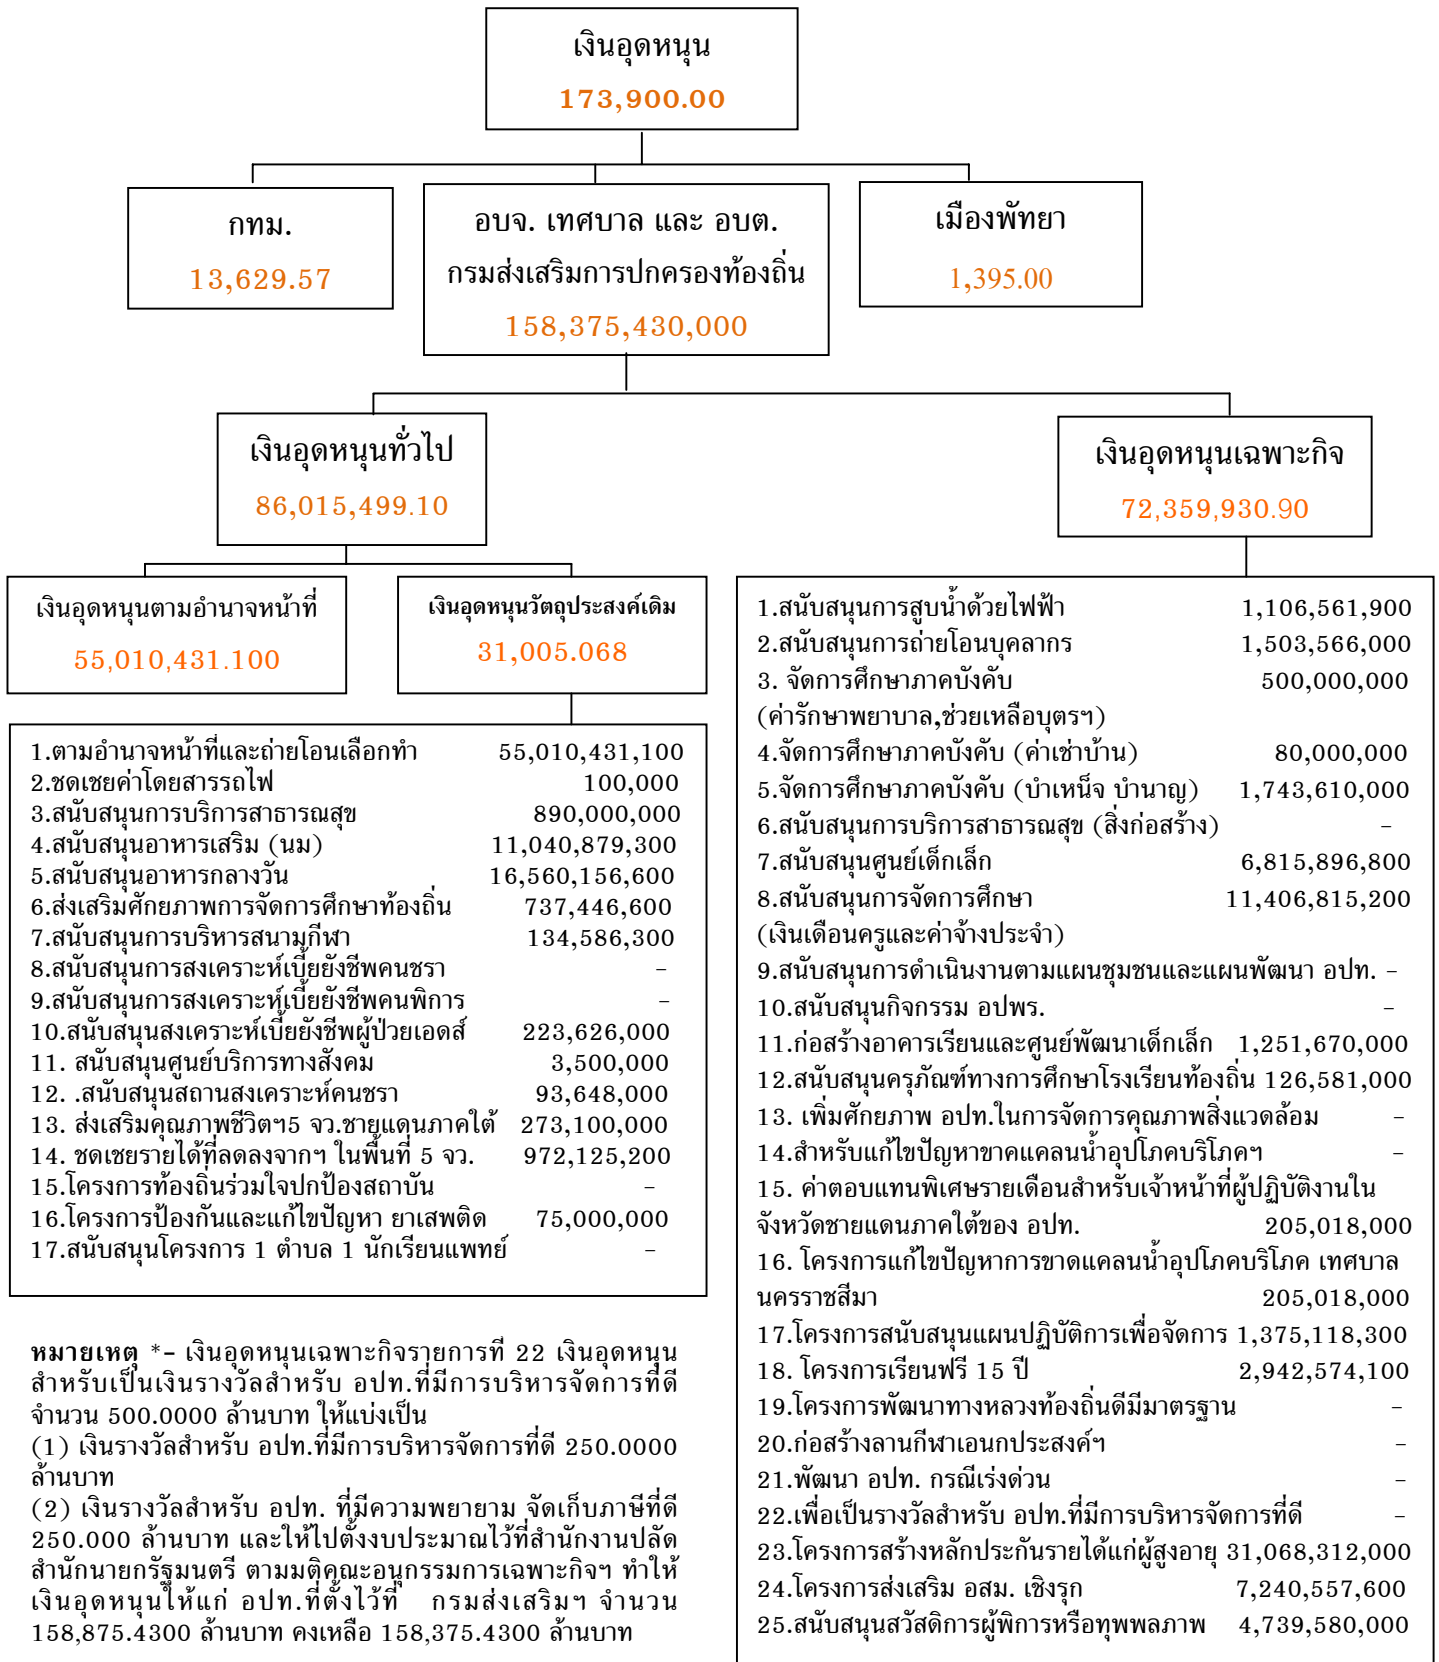 เงินอุดหนุน
173,900.00
กทม.
13,629.57
อบจ. เทศบาล และ อบต.
กรมส่งเสริมการปกครองท้องถิ่น
158,375,430,000
เมืองพัทยา
1,395.00
เงินอุดหนุนทั่วไป
86,015,499.10
เงินอุดหนุนเฉพาะกิจ
72,359,930.90
เงินอุดหนุนตามอำนาจหน้าที่
55,010,431.100
เงินอุดหนุนวัตถุประสงค์เดิม
31,005.068
1.ตามอำนาจหน้าที่และถ่ายโอนเลือกทำ 55,010,431,100
2.ชดเชยค่าโดยสารรถไฟ 100,000
3.สนับสนุนการบริการสาธารณสุข 890,000,000
4.สนับสนุนอาหารเสริม (นม) 11,040,879,300
5.สนับสนุนอาหารกลางวัน 16,560,156,600
6.ส่งเสริมศักยภาพการจัดการศึกษาท้องถิ่น 737,446,600
7.สนับสนุนการบริหารสนามกีฬา 134,586,300
8.สนับสนุนการสงเคราะห์เบี้ยยังชีพคนชรา -
9.สนับสนุนการสงเคราะห์เบี้ยยังชีพคนพิการ -
10.สนับสนุนสงเคราะห์เบี้ยยังชีพผู้ป่วยเอดส์ 223,626,000
11. สนับสนุนศูนย์บริการทางสังคม 3,500,000
12. .สนับสนุนสถานสงเคราะห์คนชรา 93,648,000
13. ส่งเสริมคุณภาพชีวิตฯ5 จว.ชายแดนภาคใต้ 273,100,000
14. ชดเชยรายได้ที่ลดลงจากฯ ในพื้นที่ 5 จว. 972,125,200
15.โครงการท้องถิ่นร่วมใจปกป้องสถาบัน -
16.โครงการป้องกันและแก้ไขปัญหา ยาเสพติด 75,000,000
17.สนับสนุนโครงการ 1 ตำบล 1 นักเรียนแพทย์ -
หมายเหตุ *- เงินอุดหนุนเฉพาะกิจรายการที่ 22 เงินอุดหนุน
สำหรับเป็นเงินรางวัลสำหรับ อปท.ที่มีการบริหารจัดการที่ดี
จำนวน 500.0000 ล้านบาท ให้แบ่งเป็น
(1) เงินรางวัลสำหรับ อปท.ที่มีการบริหารจัดการที่ดี 250.0000
ล้านบาท
(2) เงินรางวัลสำหรับ อปท. ที่มีความพยายาม จัดเก็บภาษีที่ดี
250.000 ล้านบาท และให้ไปตั้งงบประมาณไว้ที่สำนักงานปลัด
สำนักนายกรัฐมนตรี ตามมติคณะอนุกรรมการเฉพาะกิจฯ ทำให้
เงินอุดหนุนให้แก่ อปท.ที่ตั้งไว้ที่ กรมส่งเสริมฯ จำนวน
158,875.4300 ล้านบาท คงเหลือ 158,375.4300 ล้านบาท
1.สนับสนุนการสูบน้ำด้วยไฟฟ้า 1,106,561,900
2.สนับสนุนการถ่ายโอนบุคลากร 1,503,566,000
3. จัดการศึกษาภาคบังคับ 500,000,000
(ค่ารักษาพยาบาล,ช่วยเหลือบุตรฯ)
4.จัดการศึกษาภาคบังคับ (ค่าเช่าบ้าน) 80,000,000
5.จัดการศึกษาภาคบังคับ (บำเหน็จ บำนาญ) 1,743,610,000
6.สนับสนุนการบริการสาธารณสุข (สิ่งก่อสร้าง) -
7.สนับสนุนศูนย์เด็กเล็ก 6,815,896,800
8.สนับสนุนการจัดการศึกษา 11,406,815,200
(เงินเดือนครูและค่าจ้างประจำ)
9.สนับสนุนการดำเนินงานตามแผนชุมชนและแผนพัฒนา อปท. -
10.สนับสนุนกิจกรรม อปพร. -
11.ก่อสร้างอาคารเรียนและศูนย์พัฒนาเด็กเล็ก 1,251,670,000
12.สนับสนุนครุภัณฑ์ทางการศึกษาโรงเรียนท้องถิ่น 126,581,000
13. เพิ่มศักยภาพ อปท.ในการจัดการคุณภาพสิ่งแวดล้อม -
14.สำหรับแก้ไขปัญหาขาดแคลนน้ำอุปโภคบริโภคฯ -
15. ค่าตอบแทนพิเศษรายเดือนสำหรับเจ้าหน้าที่ผู้ปฏิบัติงานใน
จังหวัดชายแดนภาคใต้ของ อปท. 205,018,000
16. โครงการแก้ไขปัญหาการขาดแคลนน้ำอุปโภคบริโภค เทศบาล
นครราชสีมา 205,018,000
17.โครงการสนับสนุนแผนปฏิบัติการเพื่อจัดการ 1,375,118,300
18. โครงการเรียนฟรี 15 ปี 2,942,574,100
19.โครงการพัฒนาทางหลวงท้องถิ่นดีมีมาตรฐาน -
20.ก่อสร้างลานกีฬาเอนกประสงค์ฯ -
21.พัฒนา อปท. กรณีเร่งด่วน -
22.เพื่อเป็นรางวัลสำหรับ อปท.ที่มีการบริหารจัดการที่ดี -
23.โครงการสร้างหลักประกันรายได้แก่ผู้สูงอายุ 31,068,312,000
24.โครงการส่งเสริม อสม. เชิงรุก 7,240,557,600
25.สนับสนุนสวัสดิการผู้พิการหรือทุพพลภาพ 4,739,580,000